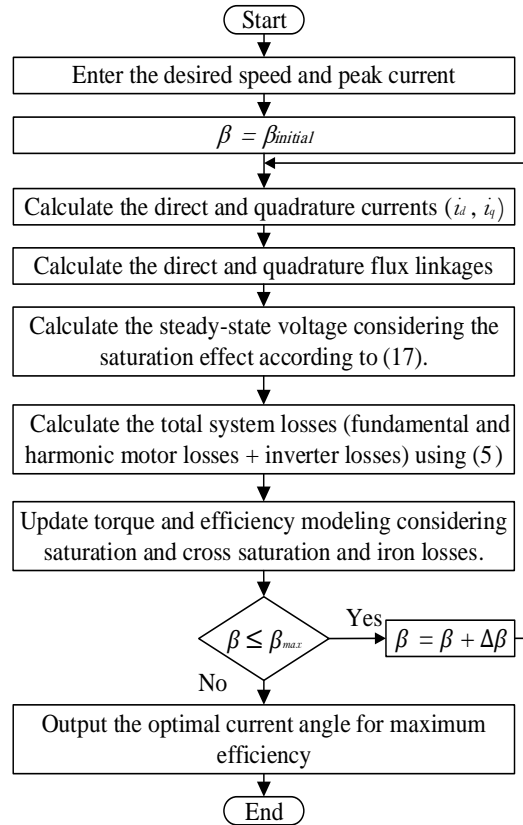 Start
Enter the desired speed and peak current
β = βinitial
Calculate the direct and quadrature currents (id , iq)
Calculate the direct and quadrature flux linkages
Calculate the steady-state voltage considering the
saturation effect according to (17).
Calculate the total system losses (fundamental and
harmonic motor losses + inverter losses) using (5)
Update torque and efficiency modeling considering
saturation and cross saturation and iron losses.
β ≤ βmax
Yes
β = β + Δβ
No
Output the optimal current angle for maximum
efficiency
End